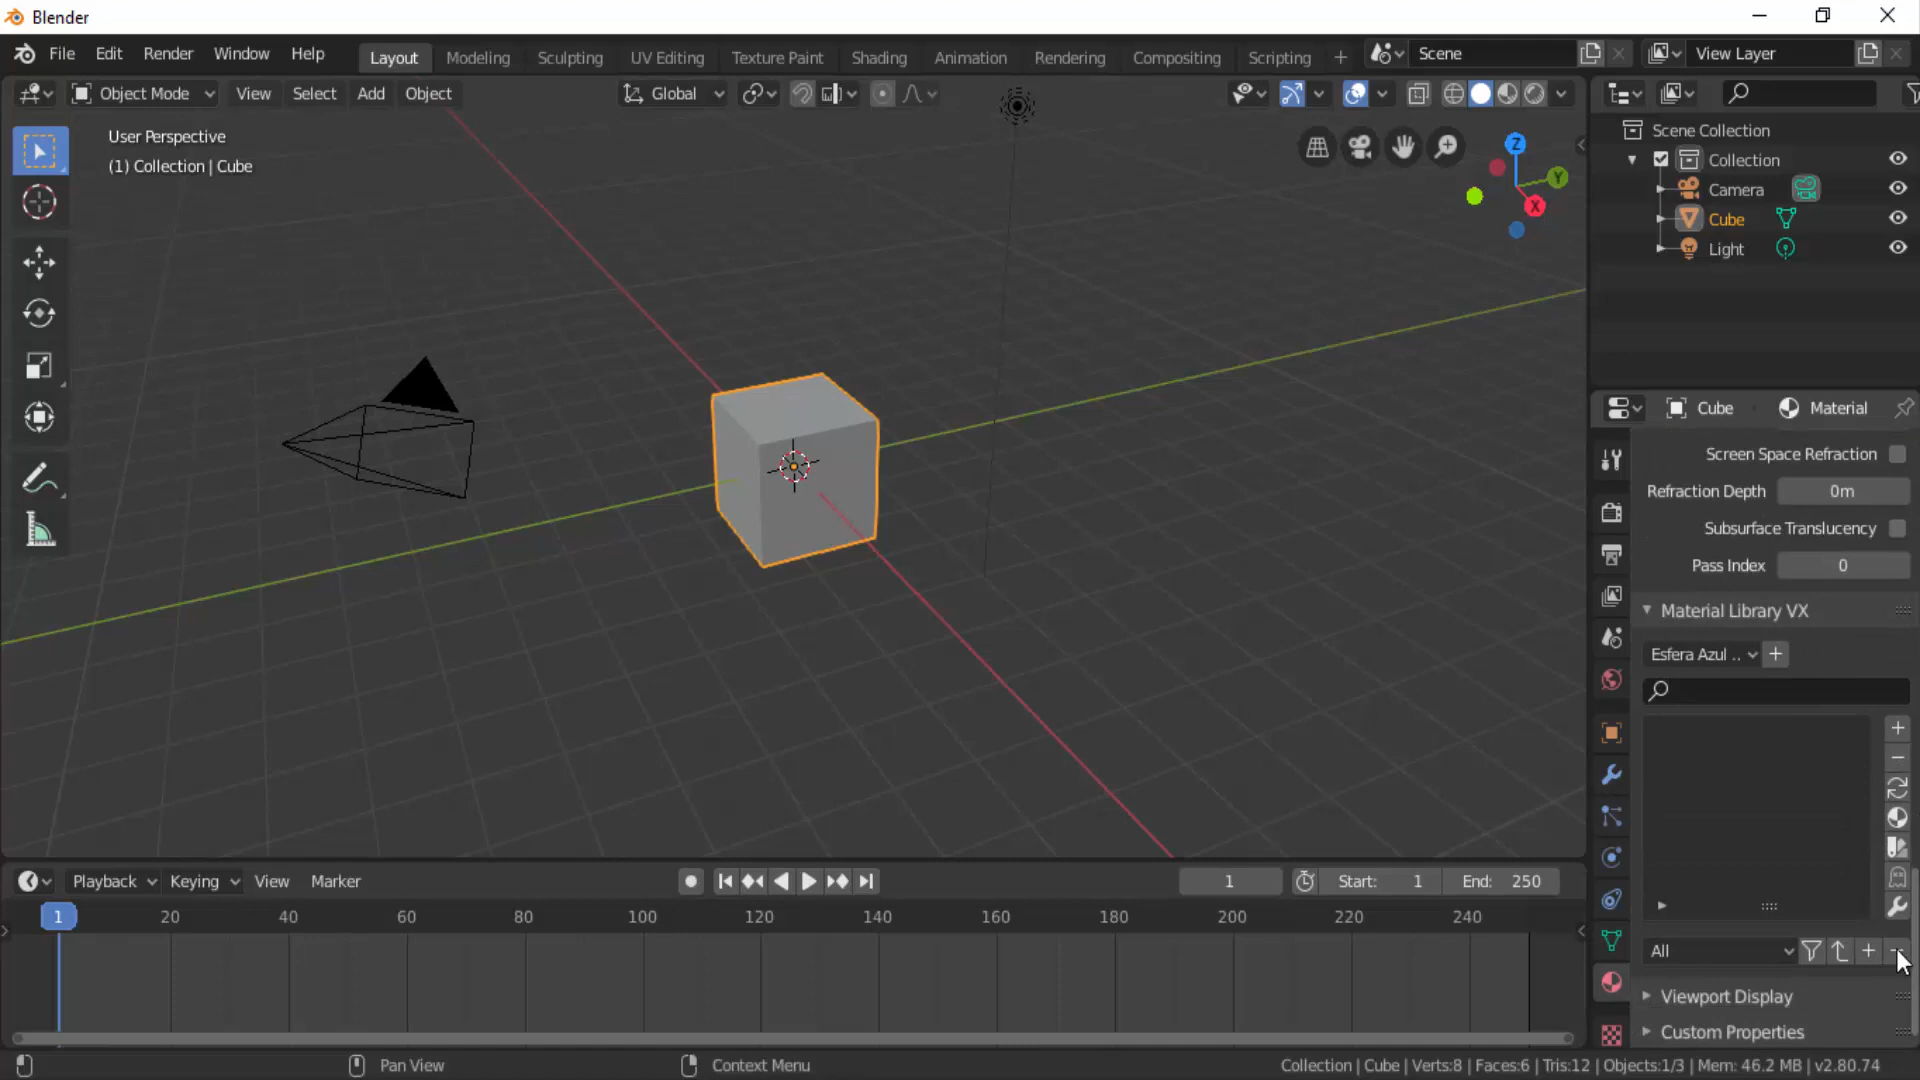 Blender
File Edit Render Window Help Layout Modeling Sculpting UV Editing Texture Paint Shading Animation Rendering Compositing Scripting + Scene View Layer
Object Mode View Select Add Object Global
User Perspective
(1) Collection | Cube
Z
Y
X
Scene Collection
Collection
Camera
Cube
Light
Cube Material
Screen Space Refraction
Refraction Depth 0m
Subsurface Translucency
Pass Index 0
Material Library VX
Esfera Azul ..
All
Viewport Display
Custom Properties
Playback Keying View Marker 1 Start: 1 End: 250
1 20 40 60 80 100 120 140 160 180 200 220 240
Pan View Context Menu Collection | Cube | Verts:8 | Faces:6 | Tris:12 | Objects:1/3 | Mem: 46.2 MB | v2.80.74